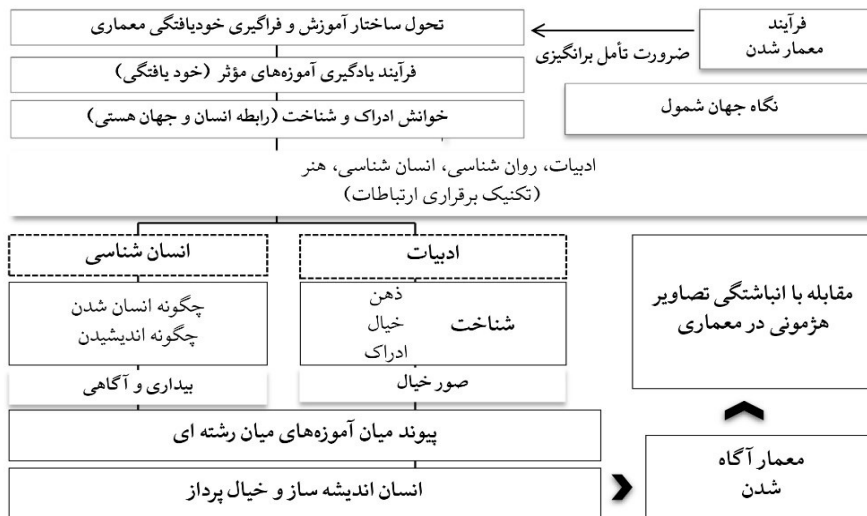 فرآیند
معمار شدن
ضرورت تأمل برانگیزی
تحول ساختار آموزش و فراگیری خودیافتگی معماری
فرآیند یادگیری آموزه‌های مؤثر (خود یافتگی)
نگاه جهان شمول
خوانش ادراک و شناخت (رابطه انسان و جهان هستی)
ادبیات، روان شناسی، انسان شناسی، هنر
(تکنیک برقراری ارتباطات)
ادبیات
ذهن
شناخت
خیال
ادراک
صور خیال
انسان شناسی
چگونه انسان شدن
چگونه اندیشیدن
بیداری و آگاهی
پیوند میان آموزه‌های میان رشته ای
انسان اندیشه ساز و خیال پرداز
معمار آگاه
شدن
مقابله با انباشتگی تصاویر
هژمونی در معماری